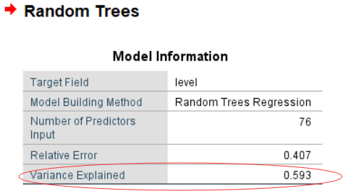 Random Trees
Model Information
Target Field level
Model Building Method Random Trees Regression
Number of Predictors 76
Input
Relative Error 0.407
Variance Explained 0.593